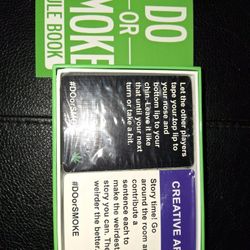 DO
OR
SMOKE
RULE BOOK
Let the other players
tape your top lip to
your nose and
bottom lip to your
chin. Leave it like
that until your next
turn or take a hit.
#DOorSMOKE
CREATIVE
Story time! Go
around the room
contribute a
sentence each to
make the weirdest
story you can. The
weirder the better.
#DOorSMOKE